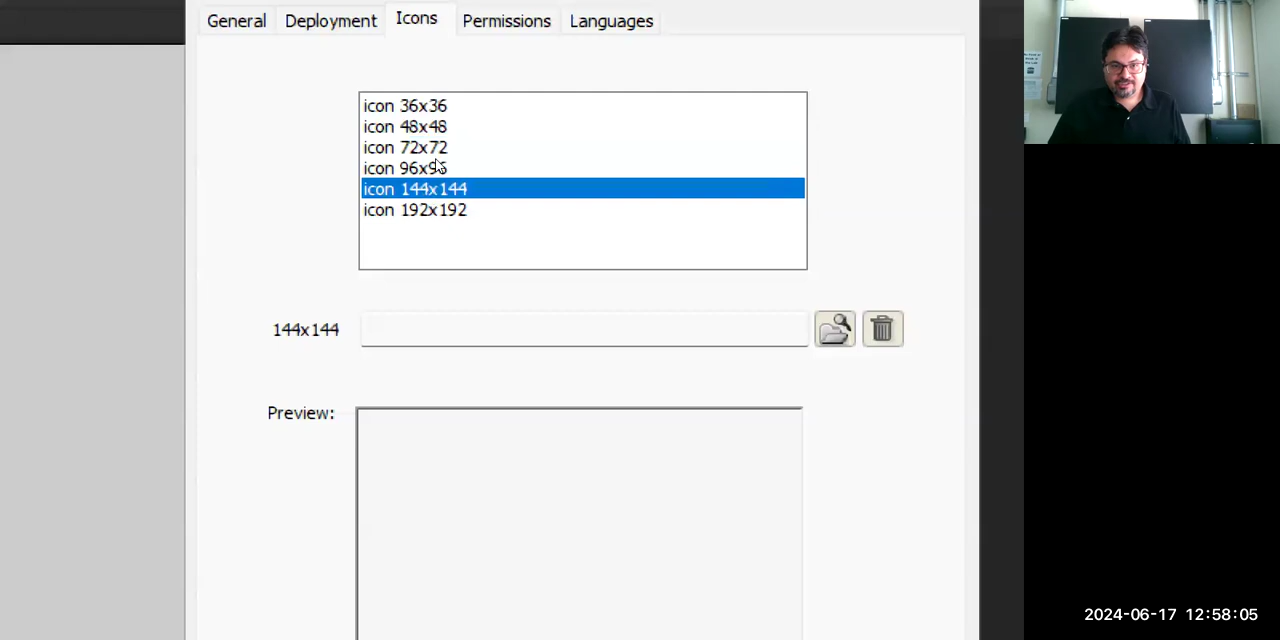 General Deployment Icons Permissions Languages
icon 36x36
icon 48x48
icon 72x72
icon 96x96
icon 144x144
icon 192x192
144x144
Preview:
2024-06-17 12:58:05